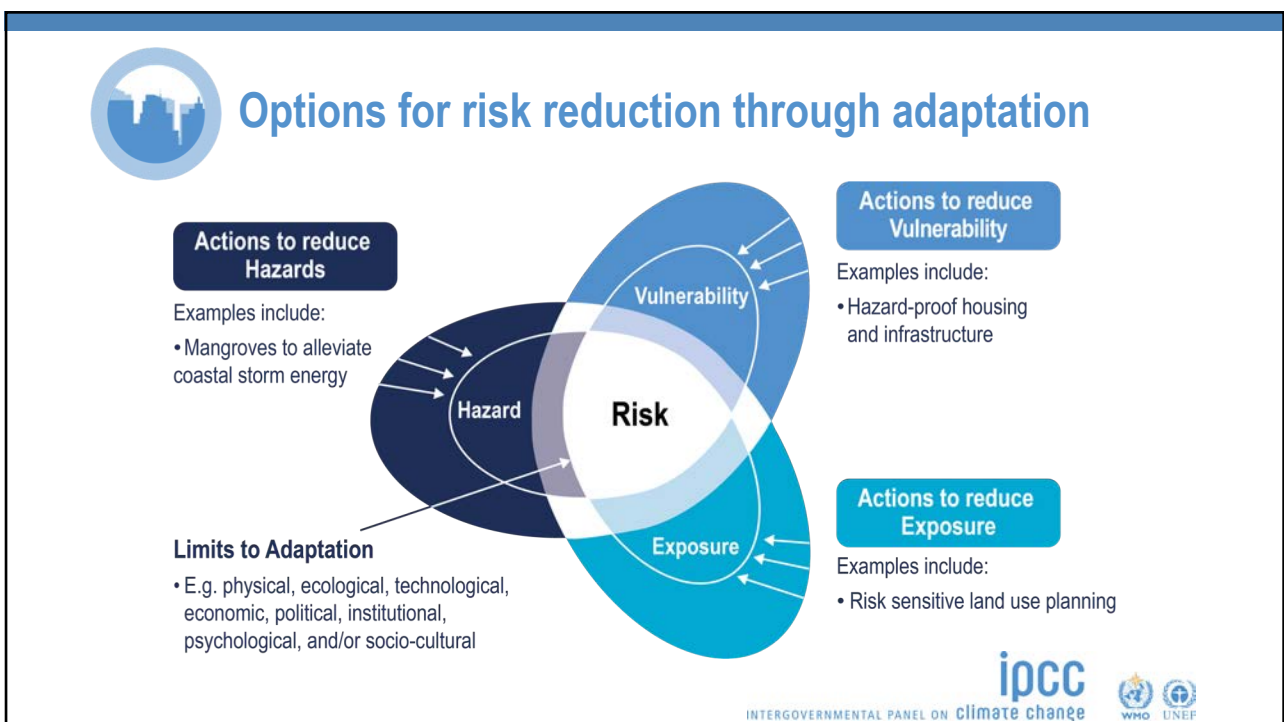 Options for risk reduction through adaptation
Actions to reduce
Hazards
Examples include:
• Mangroves to alleviate
coastal storm energy
Actions to reduce
Vulnerability
Examples include:
• Hazard-proof housing
and infrastructure
Vulnerability
Hazard
Risk
Exposure
Limits to Adaptation
• E.g. physical, ecological, technological,
economic, political, institutional,
psychological, and/or socio-cultural
Actions to reduce
Exposure
Examples include:
• Risk sensitive land use planning
ipcc
INTERGOVERNMENTAL PANEL ON climate change
WMO UNEP